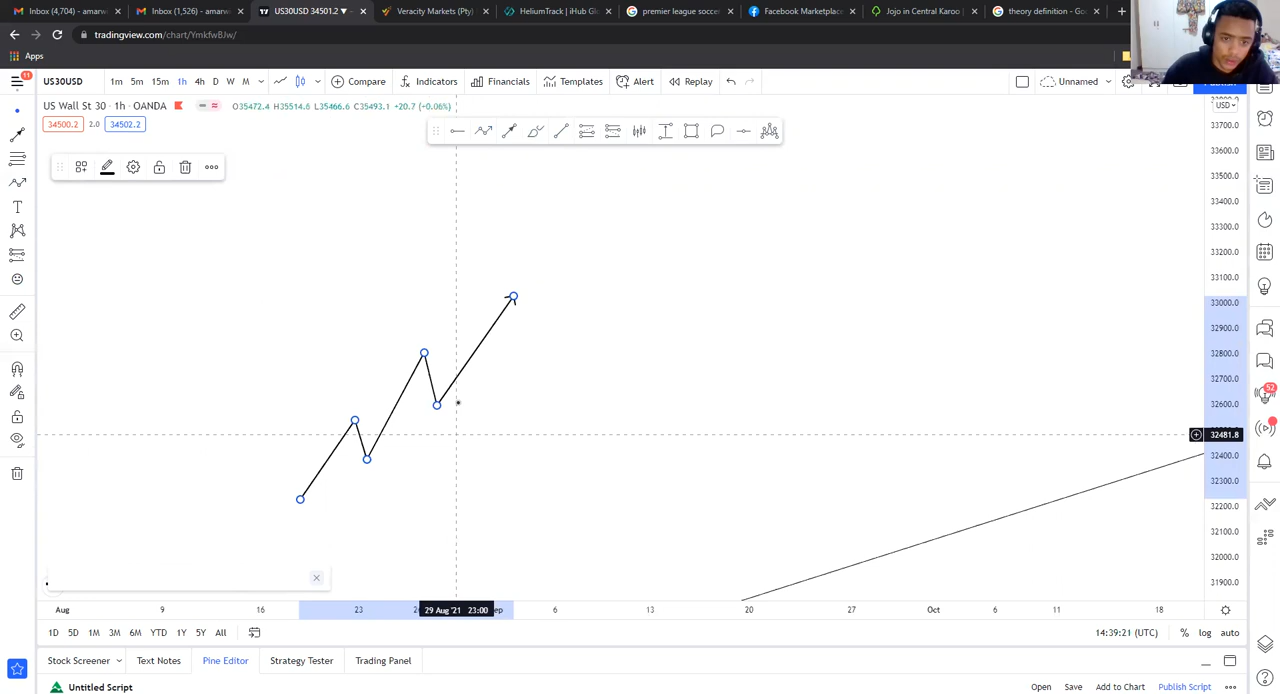 Inbox (4,704) - amarw
Inbox (1,526) - amarw
US30USD 34501.2 ▼
Veracity Markets (Pty)
HeliumTrack | iHub Glo
premier league soccer
Facebook Marketplace
Jojo in Central Karoo |
theory definition - Goo
tradingview.com/chart/YmkfwBJw/
Apps
11
US30USD 1m 5m 15m 1h 4h D W M Compare Indicators Financials Templates Alert Replay Unnamed
US Wall St 30 · 1h · OANDA O35472.4 H35514.6 L35466.6 C35493.1 +20.7 (+0.06%)
USD
34500.2 2.0 34502.2
33700.0
33600.0
33500.0
33400.0
33300.0
33200.0
33100.0
33000.0
32900.0
32800.0
32700.0
32600.0
32481.8
32400.0
32300.0
32200.0
32100.0
32000.0
31900.0
52
Aug 9 16 23 29 Aug '21 23:00 ep 6 13 20 27 Oct 6 11 18
1D 5D 1M 3M 6M YTD 1Y 5Y All 14:39:21 (UTC) % log auto
Stock Screener Text Notes Pine Editor Strategy Tester Trading Panel
Untitled Script Open Save Add to Chart Publish Script